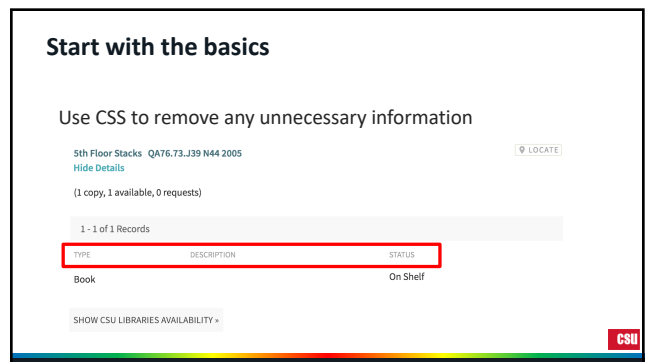 Start with the basics
Use CSS to remove any unnecessary information
5th Floor Stacks QA76.73.J39 N44 2005
LOCATE
Hide Details
(1 copy, 1 available, 0 requests)
1 - 1 of 1 Records
TYPE DESCRIPTION STATUS
Book On Shelf
SHOW CSU LIBRARIES AVAILABILITY »
CSU